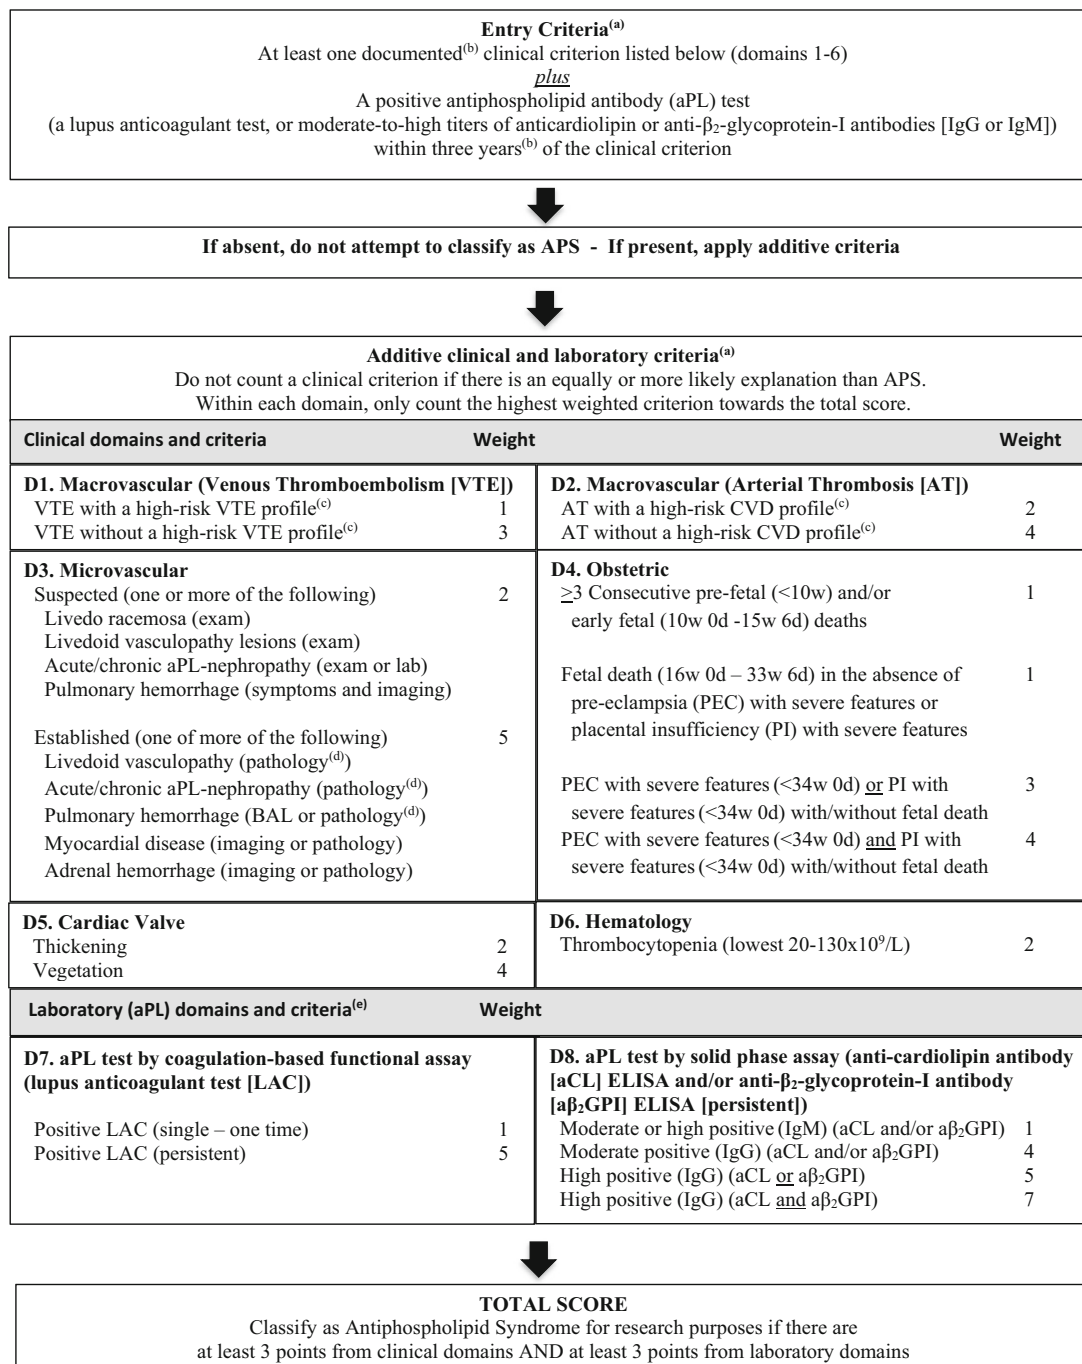 Entry Criteria(a)
At least one documented(b) clinical criterion listed below (domains 1-6)
plus
A positive antiphospholipid antibody (aPL) test
(a lupus anticoagulant test, or moderate-to-high titers of anticardiolipin or anti-β2-glycoprotein-I antibodies [IgG or IgM])
within three years(b) of the clinical criterion
If absent, do not attempt to classify as APS - If present, apply additive criteria
Additive clinical and laboratory criteria(a)
Do not count a clinical criterion if there is an equally or more likely explanation than APS.
Within each domain, only count the highest weighted criterion towards the total score.
Clinical domains and criteria Weight Weight
D1. Macrovascular (Venous Thromboembolism [VTE])
VTE with a high-risk VTE profile(c) 1
VTE without a high-risk VTE profile(c) 3
D2. Macrovascular (Arterial Thrombosis [AT])
AT with a high-risk CVD profile(c) 2
AT without a high-risk CVD profile(c) 4
D3. Microvascular
Suspected (one or more of the following) 2
Livedo racemosa (exam)
Livedoid vasculopathy lesions (exam)
Acute/chronic aPL-nephropathy (exam or lab)
Pulmonary hemorrhage (symptoms and imaging)
Established (one of more of the following) 5
Livedoid vasculopathy (pathology(d))
Acute/chronic aPL-nephropathy (pathology(d))
Pulmonary hemorrhage (BAL or pathology(d))
Myocardial disease (imaging or pathology)
Adrenal hemorrhage (imaging or pathology)
D4. Obstetric
≥3 Consecutive pre-fetal (<10w) and/or 1
early fetal (10w 0d -15w 6d) deaths
Fetal death (16w 0d – 33w 6d) in the absence of 1
pre-eclampsia (PEC) with severe features or
placental insufficiency (PI) with severe features
PEC with severe features (<34w 0d) or PI with 3
severe features (<34w 0d) with/without fetal death
PEC with severe features (<34w 0d) and PI with 4
severe features (<34w 0d) with/without fetal death
D5. Cardiac Valve
Thickening 2
Vegetation 4
D6. Hematology
Thrombocytopenia (lowest 20-130x10⁹/L) 2
Laboratory (aPL) domains and criteria(e) Weight
D7. aPL test by coagulation-based functional assay
(lupus anticoagulant test [LAC])
Positive LAC (single – one time) 1
Positive LAC (persistent) 5
D8. aPL test by solid phase assay (anti-cardiolipin antibody
[aCL] ELISA and/or anti-β2-glycoprotein-I antibody
[aβ2GPI] ELISA [persistent])
Moderate or high positive (IgM) (aCL and/or aβ2GPI) 1
Moderate positive (IgG) (aCL and/or aβ2GPI) 4
High positive (IgG) (aCL or aβ2GPI) 5
High positive (IgG) (aCL and aβ2GPI) 7
TOTAL SCORE
Classify as Antiphospholipid Syndrome for research purposes if there are
at least 3 points from clinical domains AND at least 3 points from laboratory domains